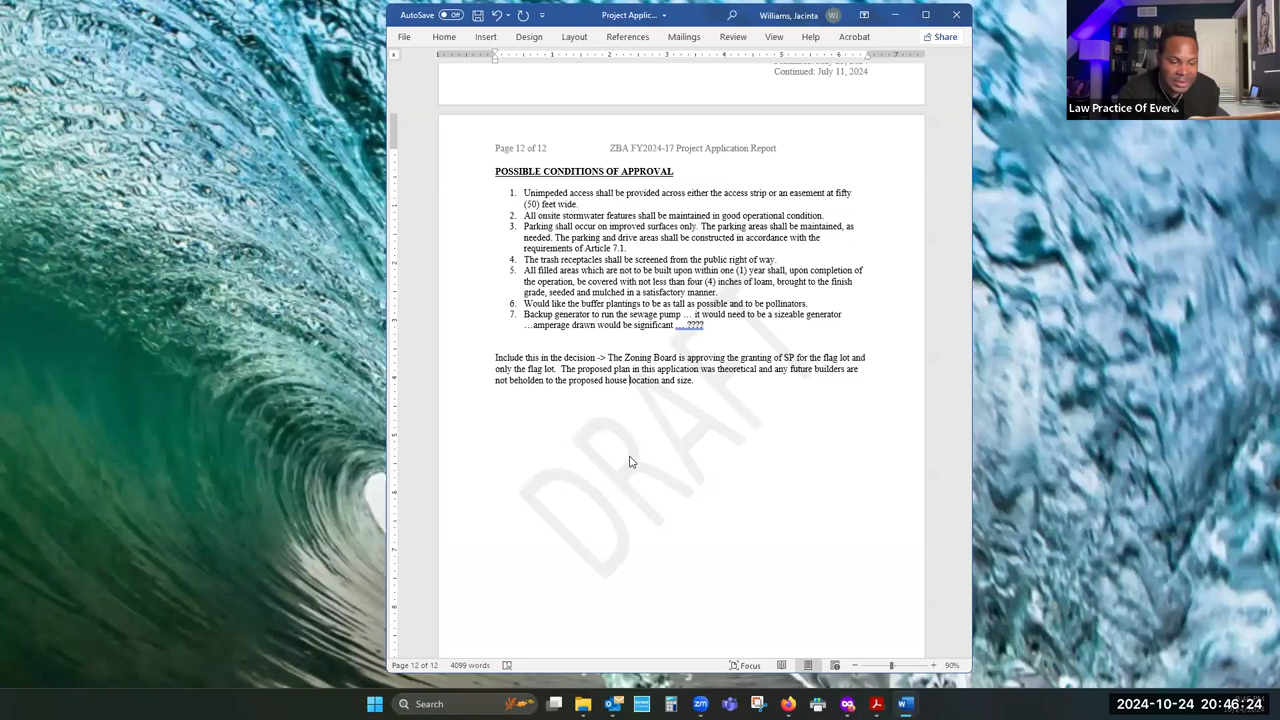 AutoSave Off Project Applic... Williams, Jacinta WJ
File Home Insert Design Layout References Mailings Review View Help Acrobat Share
1 1 2 3 4 5 6 7
Continued: July 11, 2024
Page 12 of 12 ZBA FY2024-17 Project Application Report
POSSIBLE CONDITIONS OF APPROVAL
1. Unimpeded access shall be provided across either the access strip or an easement at fifty
(50) feet wide.
2. All onsite stormwater features shall be maintained in good operational condition.
3. Parking shall occur on improved surfaces only. The parking areas shall be maintained, as
needed. The parking and drive areas shall be constructed in accordance with the
requirements of Article 7.1.
4. The trash receptacles shall be screened from the public right of way.
5. All filled areas which are not to be built upon within one (1) year shall, upon completion of
the operation, be covered with not less than four (4) inches of loam, brought to the finish
grade, seeded and mulched in a satisfactory manner.
6. Would like the buffer plantings to be as tall as possible and to be pollinators.
7. Backup generator to run the sewage pump … it would need to be a sizeable generator
…amperage drawn would be significant ….????
Include this in the decision -> The Zoning Board is approving the granting of SP for the flag lot and
only the flag lot. The proposed plan in this application was theoretical and any future builders are
not beholden to the proposed house location and size.
DRAFT
Page 12 of 12 4099 words Focus 90%
Search
Law Practice Of Ever...
2024-10-24 20:46:24